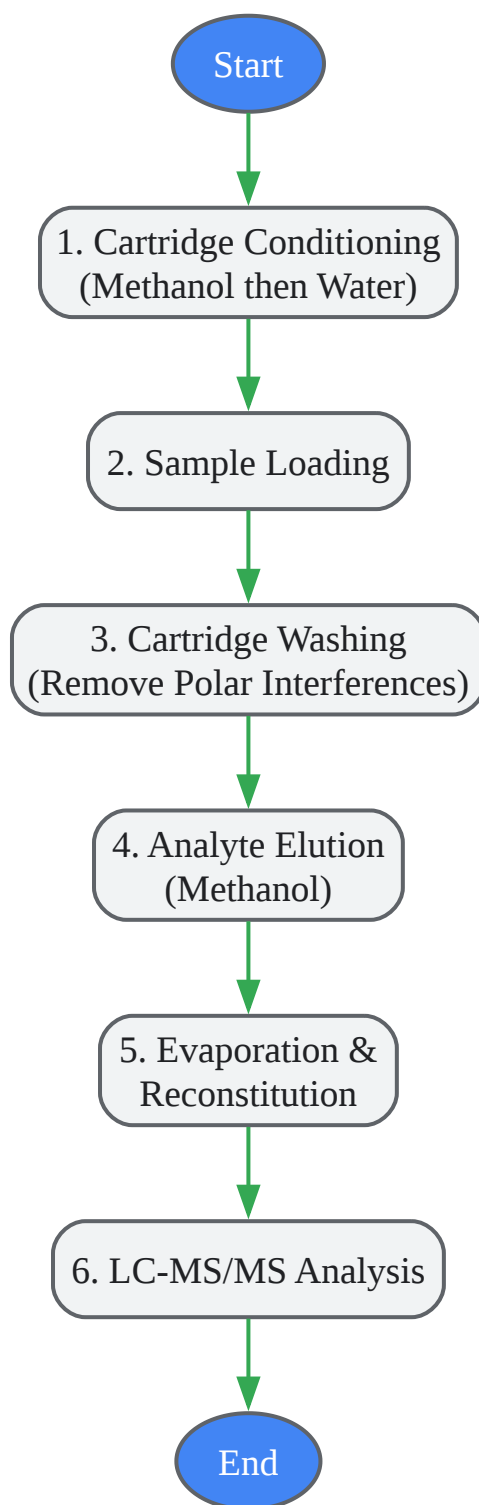 Start
1. Cartridge Conditioning
(Methanol then Water)
2. Sample Loading
3. Cartridge Washing
(Remove Polar Interferences)
4. Analyte Elution
(Methanol)
5. Evaporation &
Reconstitution
6. LC-MS/MS Analysis
End